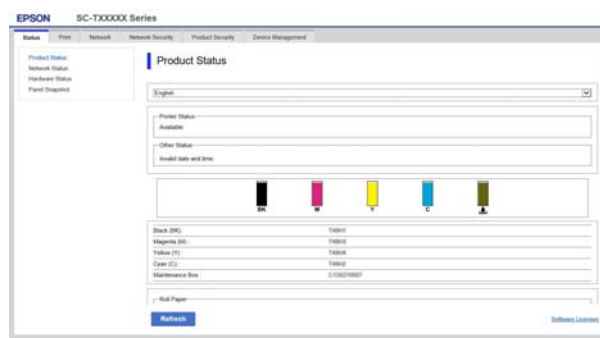 EPSON SC-TXXXXX Series
Status Print Network Network Security Product Security Device Management
Product Status
Network Status
Hardware Status
Panel Snapshot
Product Status
English
Printer Status
Available
Other Status
Invalid date and time
BK M Y C
Black (BK) :
Magenta (M) :
Yellow (Y) :
Cyan (C) :
Maintenance Box :
Roll Paper
Refresh
Software Licenses